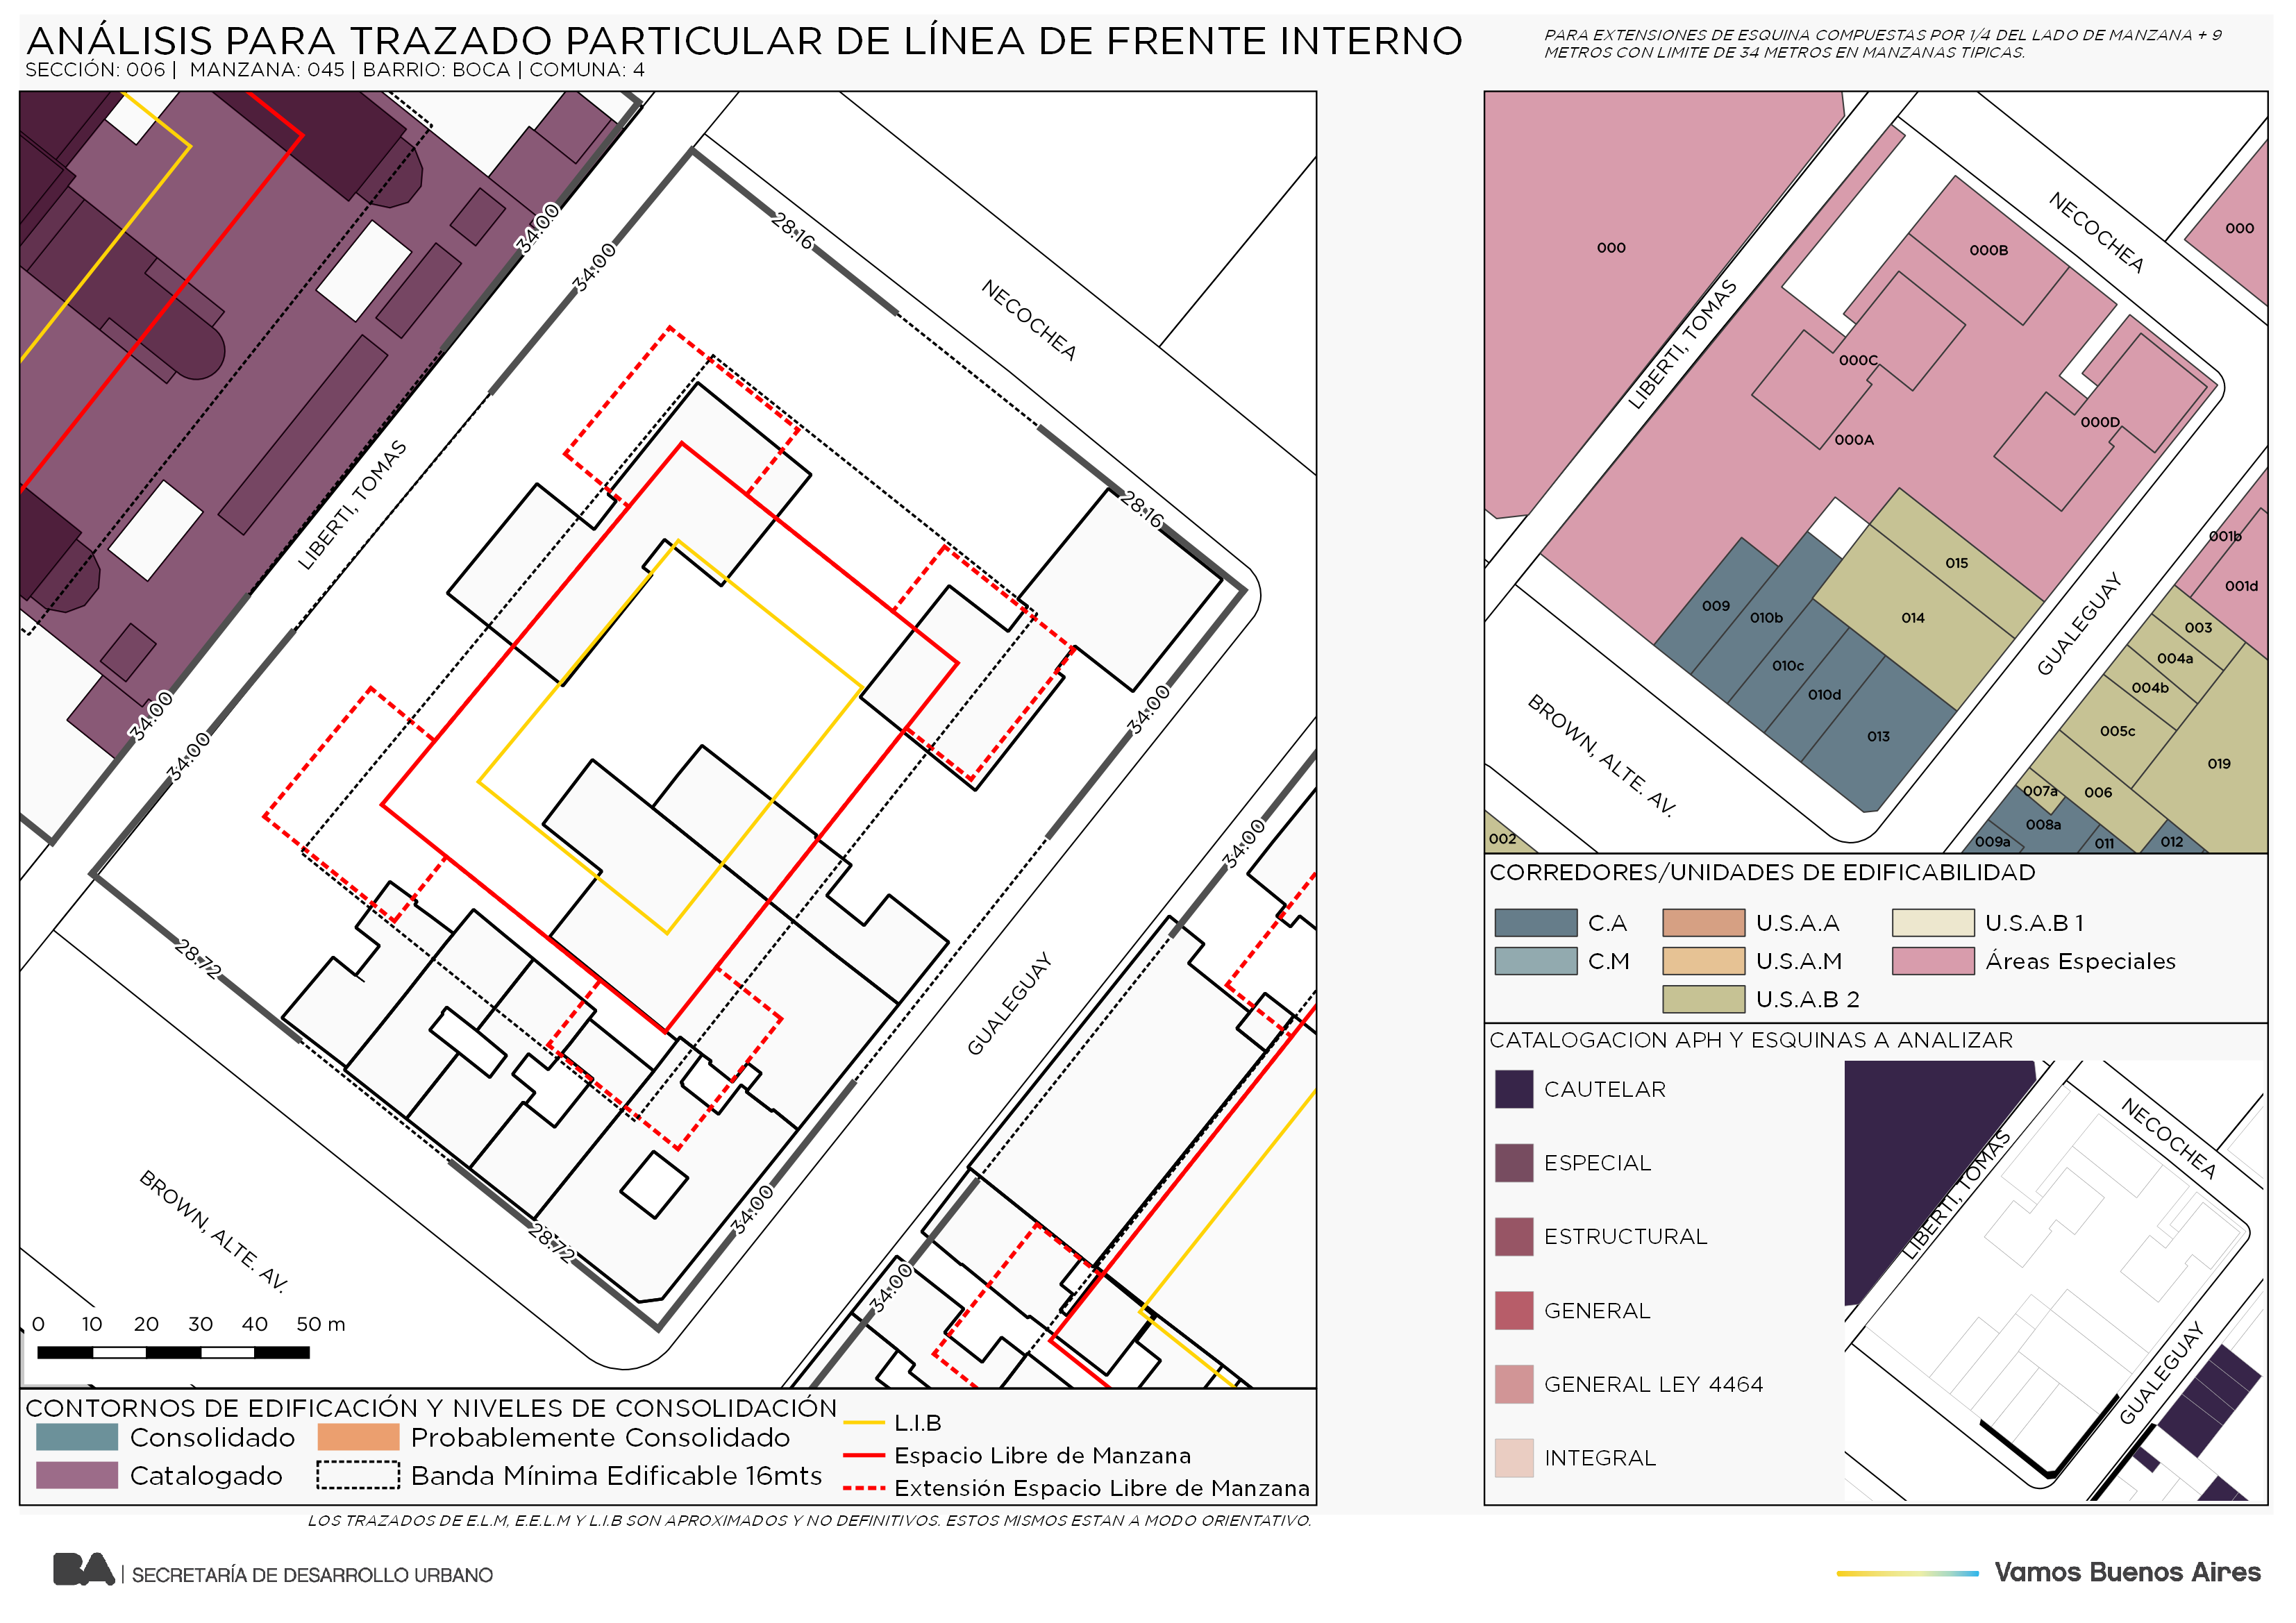 ANÁLISIS PARA TRAZADO PARTICULAR DE LÍNEA DE FRENTE INTERNO
SECCIÓN: 006 | MANZANA: 045 | BARRIO: BOCA | COMUNA: 4
PARA EXTENSIONES DE ESQUINA COMPUESTAS POR 1/4 DEL LADO DE MANZANA + 9
METROS CON LIMITE DE 34 METROS EN MANZANAS TIPICAS.
34.00
34.00
28.16
NECOCHEA
LIBERTI, TOMAS
28.16
34.00
34.00
34.00
34.00
28.72
GUALEGUAY
BROWN, ALTE. AV.
28.72
34.00
34.00
0 10 20 30 40 50 m
CONTORNOS DE EDIFICACIÓN Y NIVELES DE CONSOLIDACIÓN
Consolidado
Probablemente Consolidado
Catalogado
Banda Mínima Edificable 16mts
L.I.B
Espacio Libre de Manzana
Extensión Espacio Libre de Manzana
LOS TRAZADOS DE E.L.M, E.E.L.M Y L.I.B SON APROXIMADOS Y NO DEFINITIVOS. ESTOS MISMOS ESTAN A MODO ORIENTATIVO.
000
NECOCHEA
000
000B
LIBERTI, TOMAS
000C
000D
000A
001b
015
001d
009
010b
014
GUALEGUAY
003
004a
010c
004b
010d
005c
013
BROWN, ALTE. AV.
019
007a
006
008a
002
009a
011
012
CORREDORES/UNIDADES DE EDIFICABILIDAD
C.A
U.S.A.A
U.S.A.B 1
C.M
U.S.A.M
Áreas Especiales
U.S.A.B 2
CATALOGACION APH Y ESQUINAS A ANALIZAR
CAUTELAR
ESPECIAL
ESTRUCTURAL
GENERAL
GENERAL LEY 4464
INTEGRAL
NECOCHEA
LIBERTI, TOMAS
GUALEGUAY
BA | SECRETARÍA DE DESARROLLO URBANO
Vamos Buenos Aires